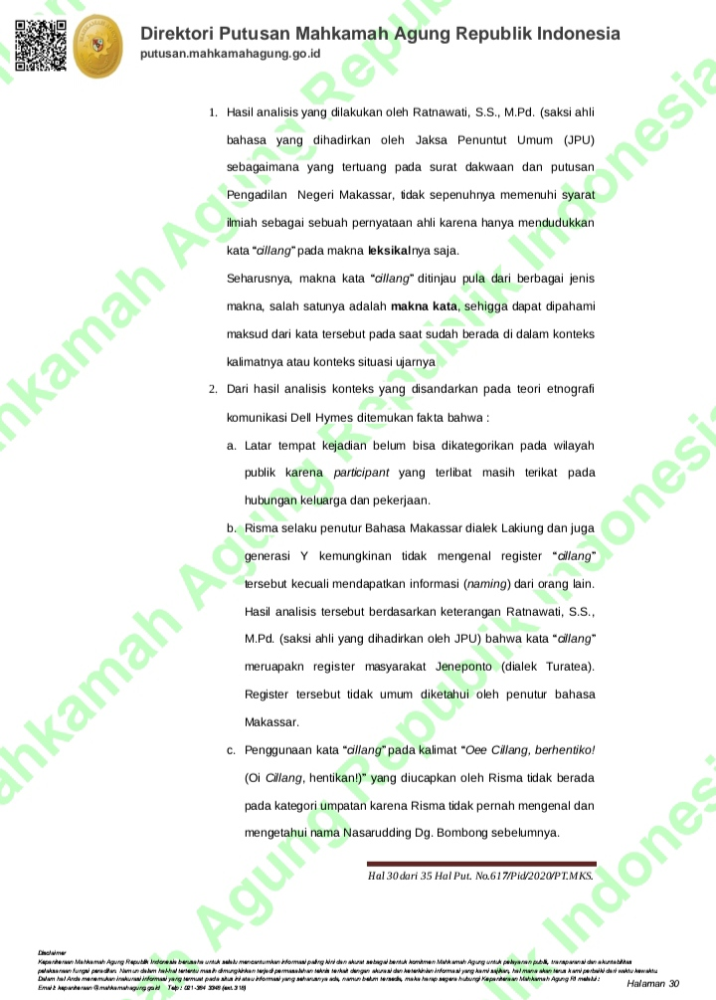 Direktori Putusan Mahkamah Agung Republik Indonesia
putusan.mahkamahagung.go.id
1. Hasil analisis yang dilakukan oleh Ratnawati, S.S., M.Pd. (saksi ahli
bahasa yang dihadirkan oleh Jaksa Penuntut Umum (JPU)
sebagaimana yang tertuang pada surat dakwaan dan putusan
Pengadilan Negeri Makassar, tidak sepenuhnya memenuhi syarat
ilmiah sebagai sebuah pernyataan ahli karena hanya mendudukkan
kata “cillang” pada makna leksikalnya saja.
Seharusnya, makna kata “cillang” ditinjau pula dari berbagai jenis
makna, salah satunya adalah makna kata, sehigga dapat dipahami
maksud dari kata tersebut pada saat sudah berada di dalam konteks
kalimatnya atau konteks situasi ujarnya
2. Dari hasil analisis konteks yang disandarkan pada teori etnografi
komunikasi Dell Hymes ditemukan fakta bahwa :
a. Latar tempat kejadian belum bisa dikategorikan pada wilayah
publik karena participant yang terlibat masih terikat pada
hubungan keluarga dan pekerjaan.
b. Risma selaku penutur Bahasa Makassar dialek Lakiung dan juga
generasi Y kemungkinan tidak mengenal register “cillang”
tersebut kecuali mendapatkan informasi (naming) dari orang lain.
Hasil analisis tersebut berdasarkan keterangan Ratnawati, S.S.,
M.Pd. (saksi ahli yang dihadirkan oleh JPU) bahwa kata “cillang”
meruapakn register masyarakat Jeneponto (dialek Turatea).
Register tersebut tidak umum diketahui oleh penutur bahasa
Makassar.
c. Penggunaan kata “cillang” pada kalimat “Oee Cillang, berhentiko!
(Oi Cillang, hentikan!)” yang diucapkan oleh Risma tidak berada
pada kategori umpatan karena Risma tidak pernah mengenal dan
mengetahui nama Nasarudding Dg. Bombong sebelumnya.
Hal 30 dari 35 Hal Put. No.617/Pid/2020/PT.MKS.
Disclaimer
Kepaniteraan Mahkamah Agung Republik Indonesia berusaha untuk selalu mencantumkan informasi paling kini dan akurat sebagai bentuk komitmen Mahkamah Agung untuk pelayanan publik, transparansi dan akuntabilitas
pelaksanaan fungsi peradilan. Namun dalam hal-hal tertentu masih dimungkinkan terjadi permasalahan teknis terkait dengan akurasi dan keterkinian informasi yang kami sajikan, hal mana akan terus kami perbaiki dari waktu kewaktu.
Dalam hal Anda menemukan inakurasi informasi yang termuat pada situs ini atau informasi yang seharusnya ada, namun belum tersedia, maka harap segera hubungi Kepaniteraan Mahkamah Agung RI melalui :
Email : kepaniteraan@mahkamahagung.go.id Telp : 021-384 3348 (ext.318)
Halaman 30